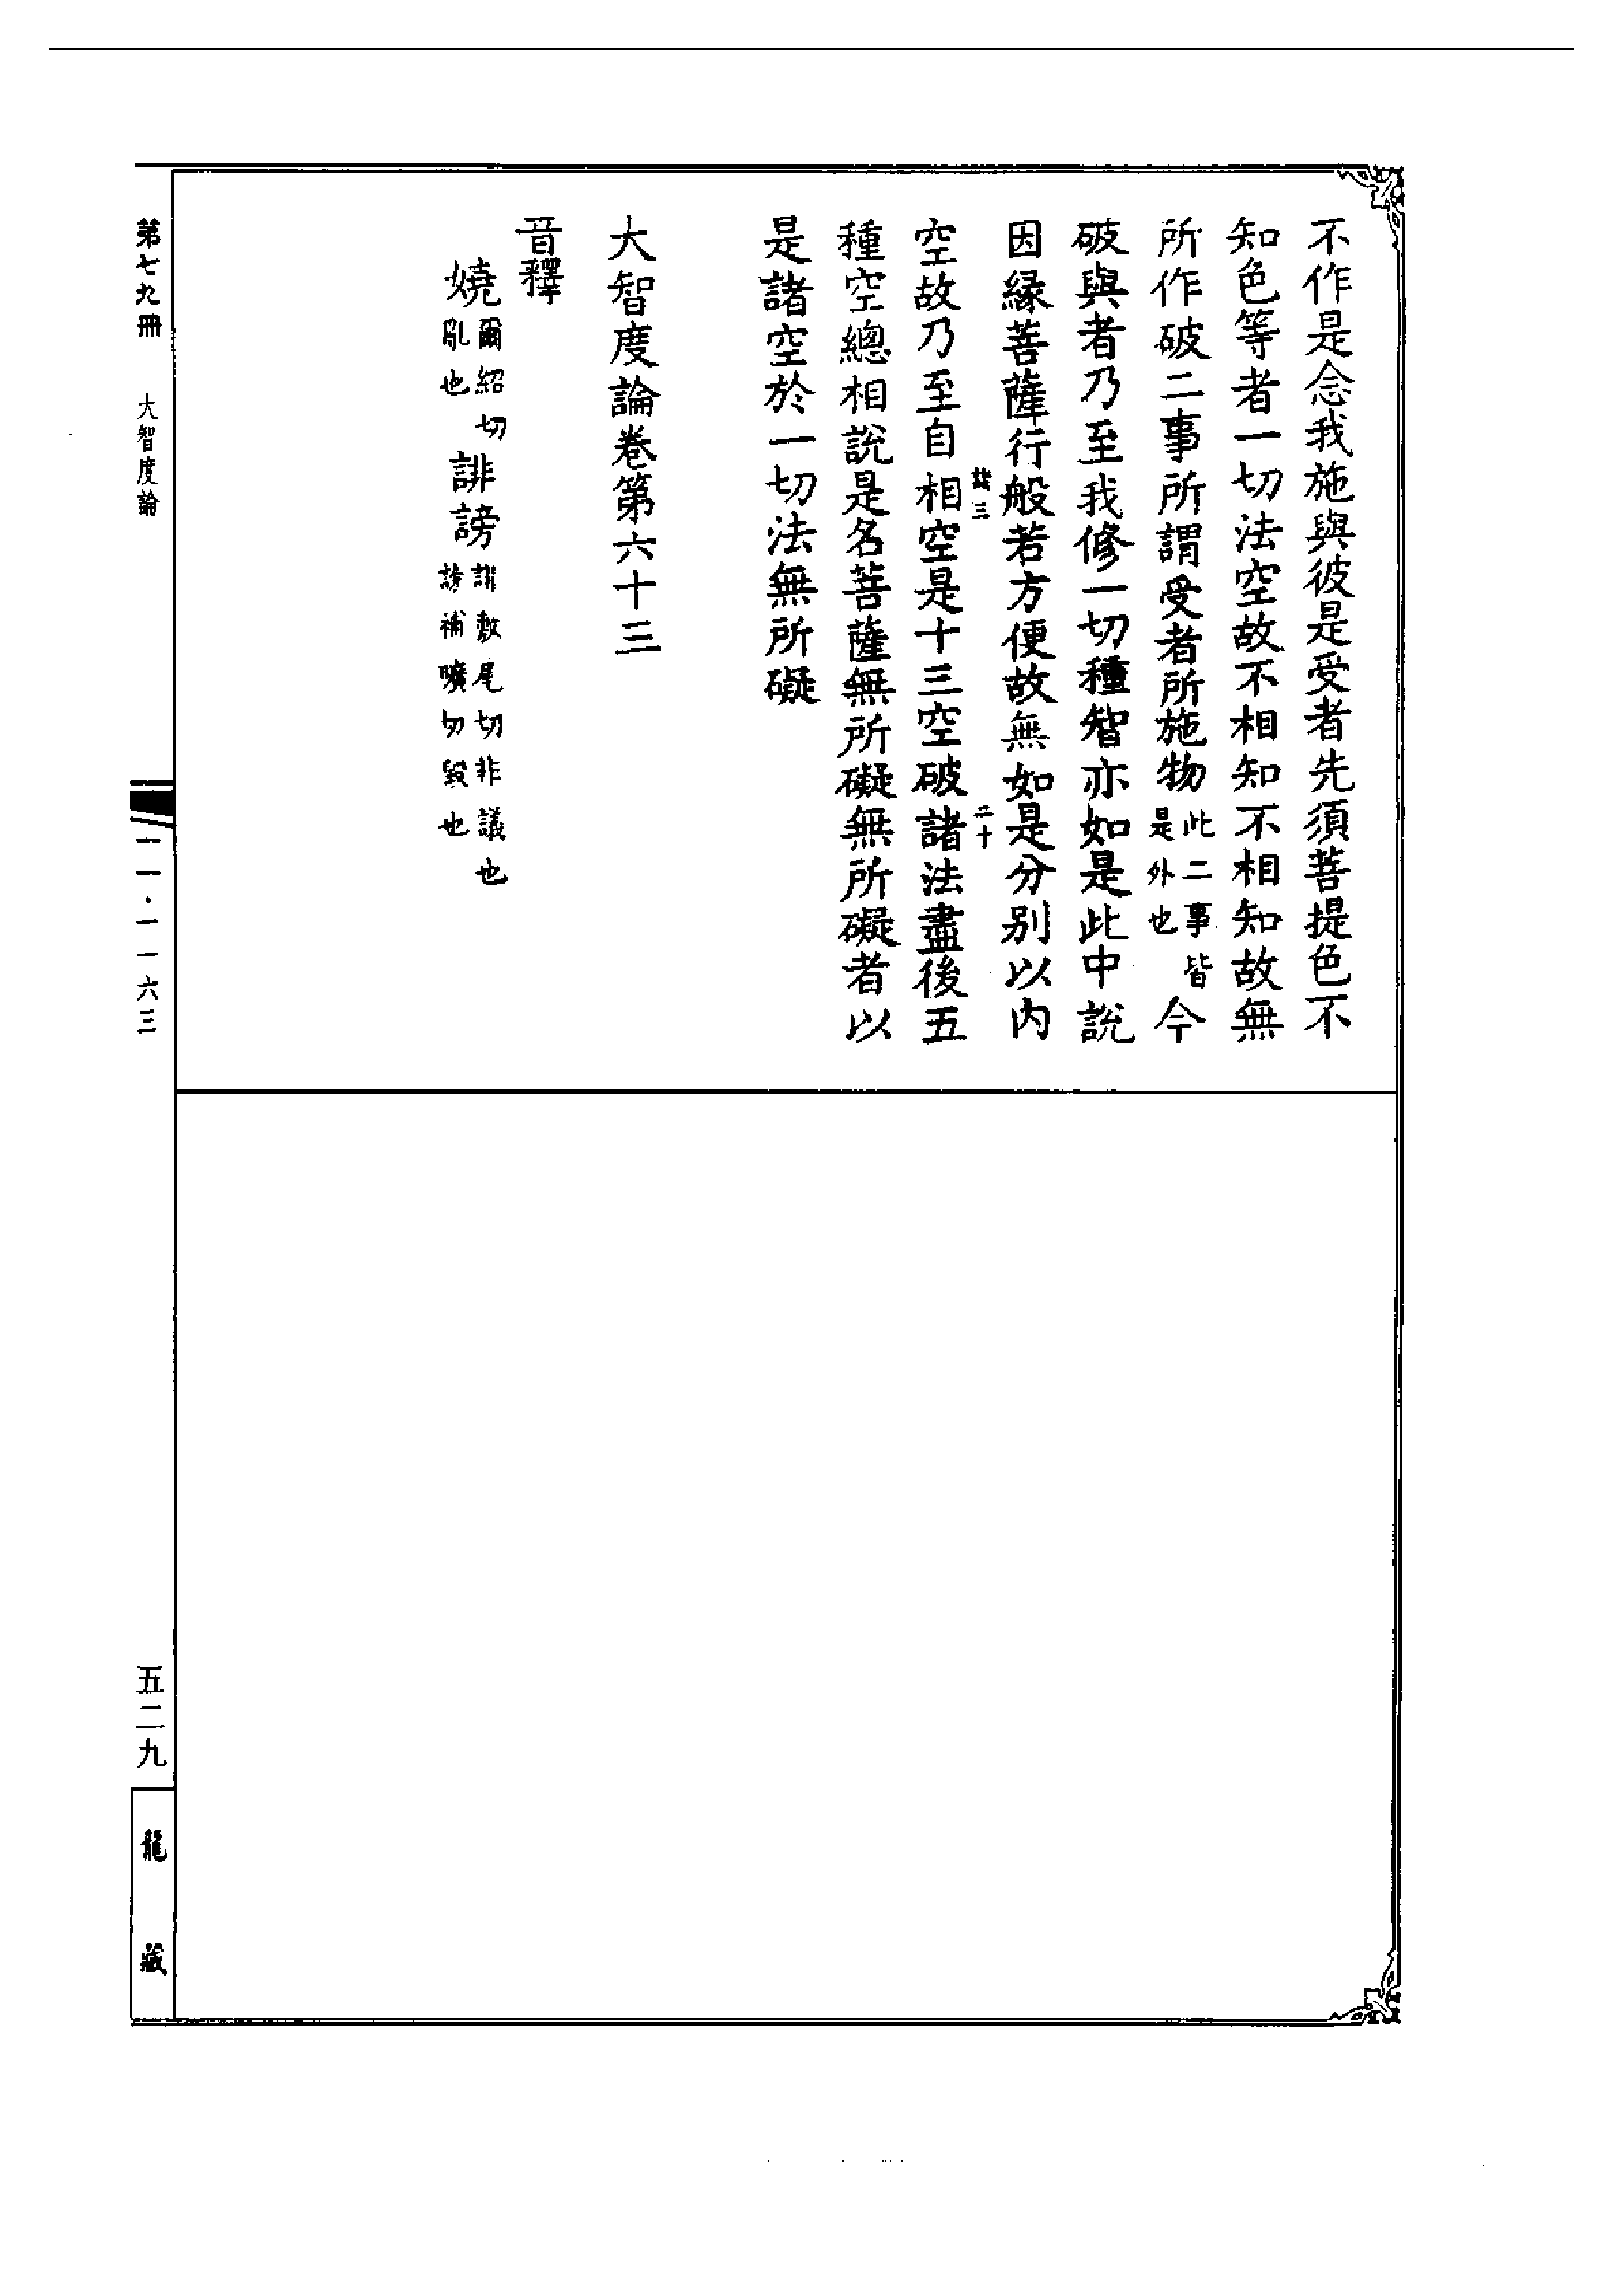 不作是念我施與彼是受者先須菩提色不
知色等者一切法空故不相知不相知故無
所作破二事所謂受者所施物此二事皆是外也今
破與者乃至我修一切種智亦如是此中説
因緣菩薩行般若方便故無如是分別以内
諸三
二十
空故乃至自相空是十三空破諸法盡後五
種空總相説是名菩薩無所礙無所礙者以
是諸空於一切法無所礙
大智度論卷第六十三
音釋
嬈爾紹切亂也誹謗誹敷尾切非議也謗補曠切毀也
第七九冊
大智度論
一一·一一六三
五二九
龍藏